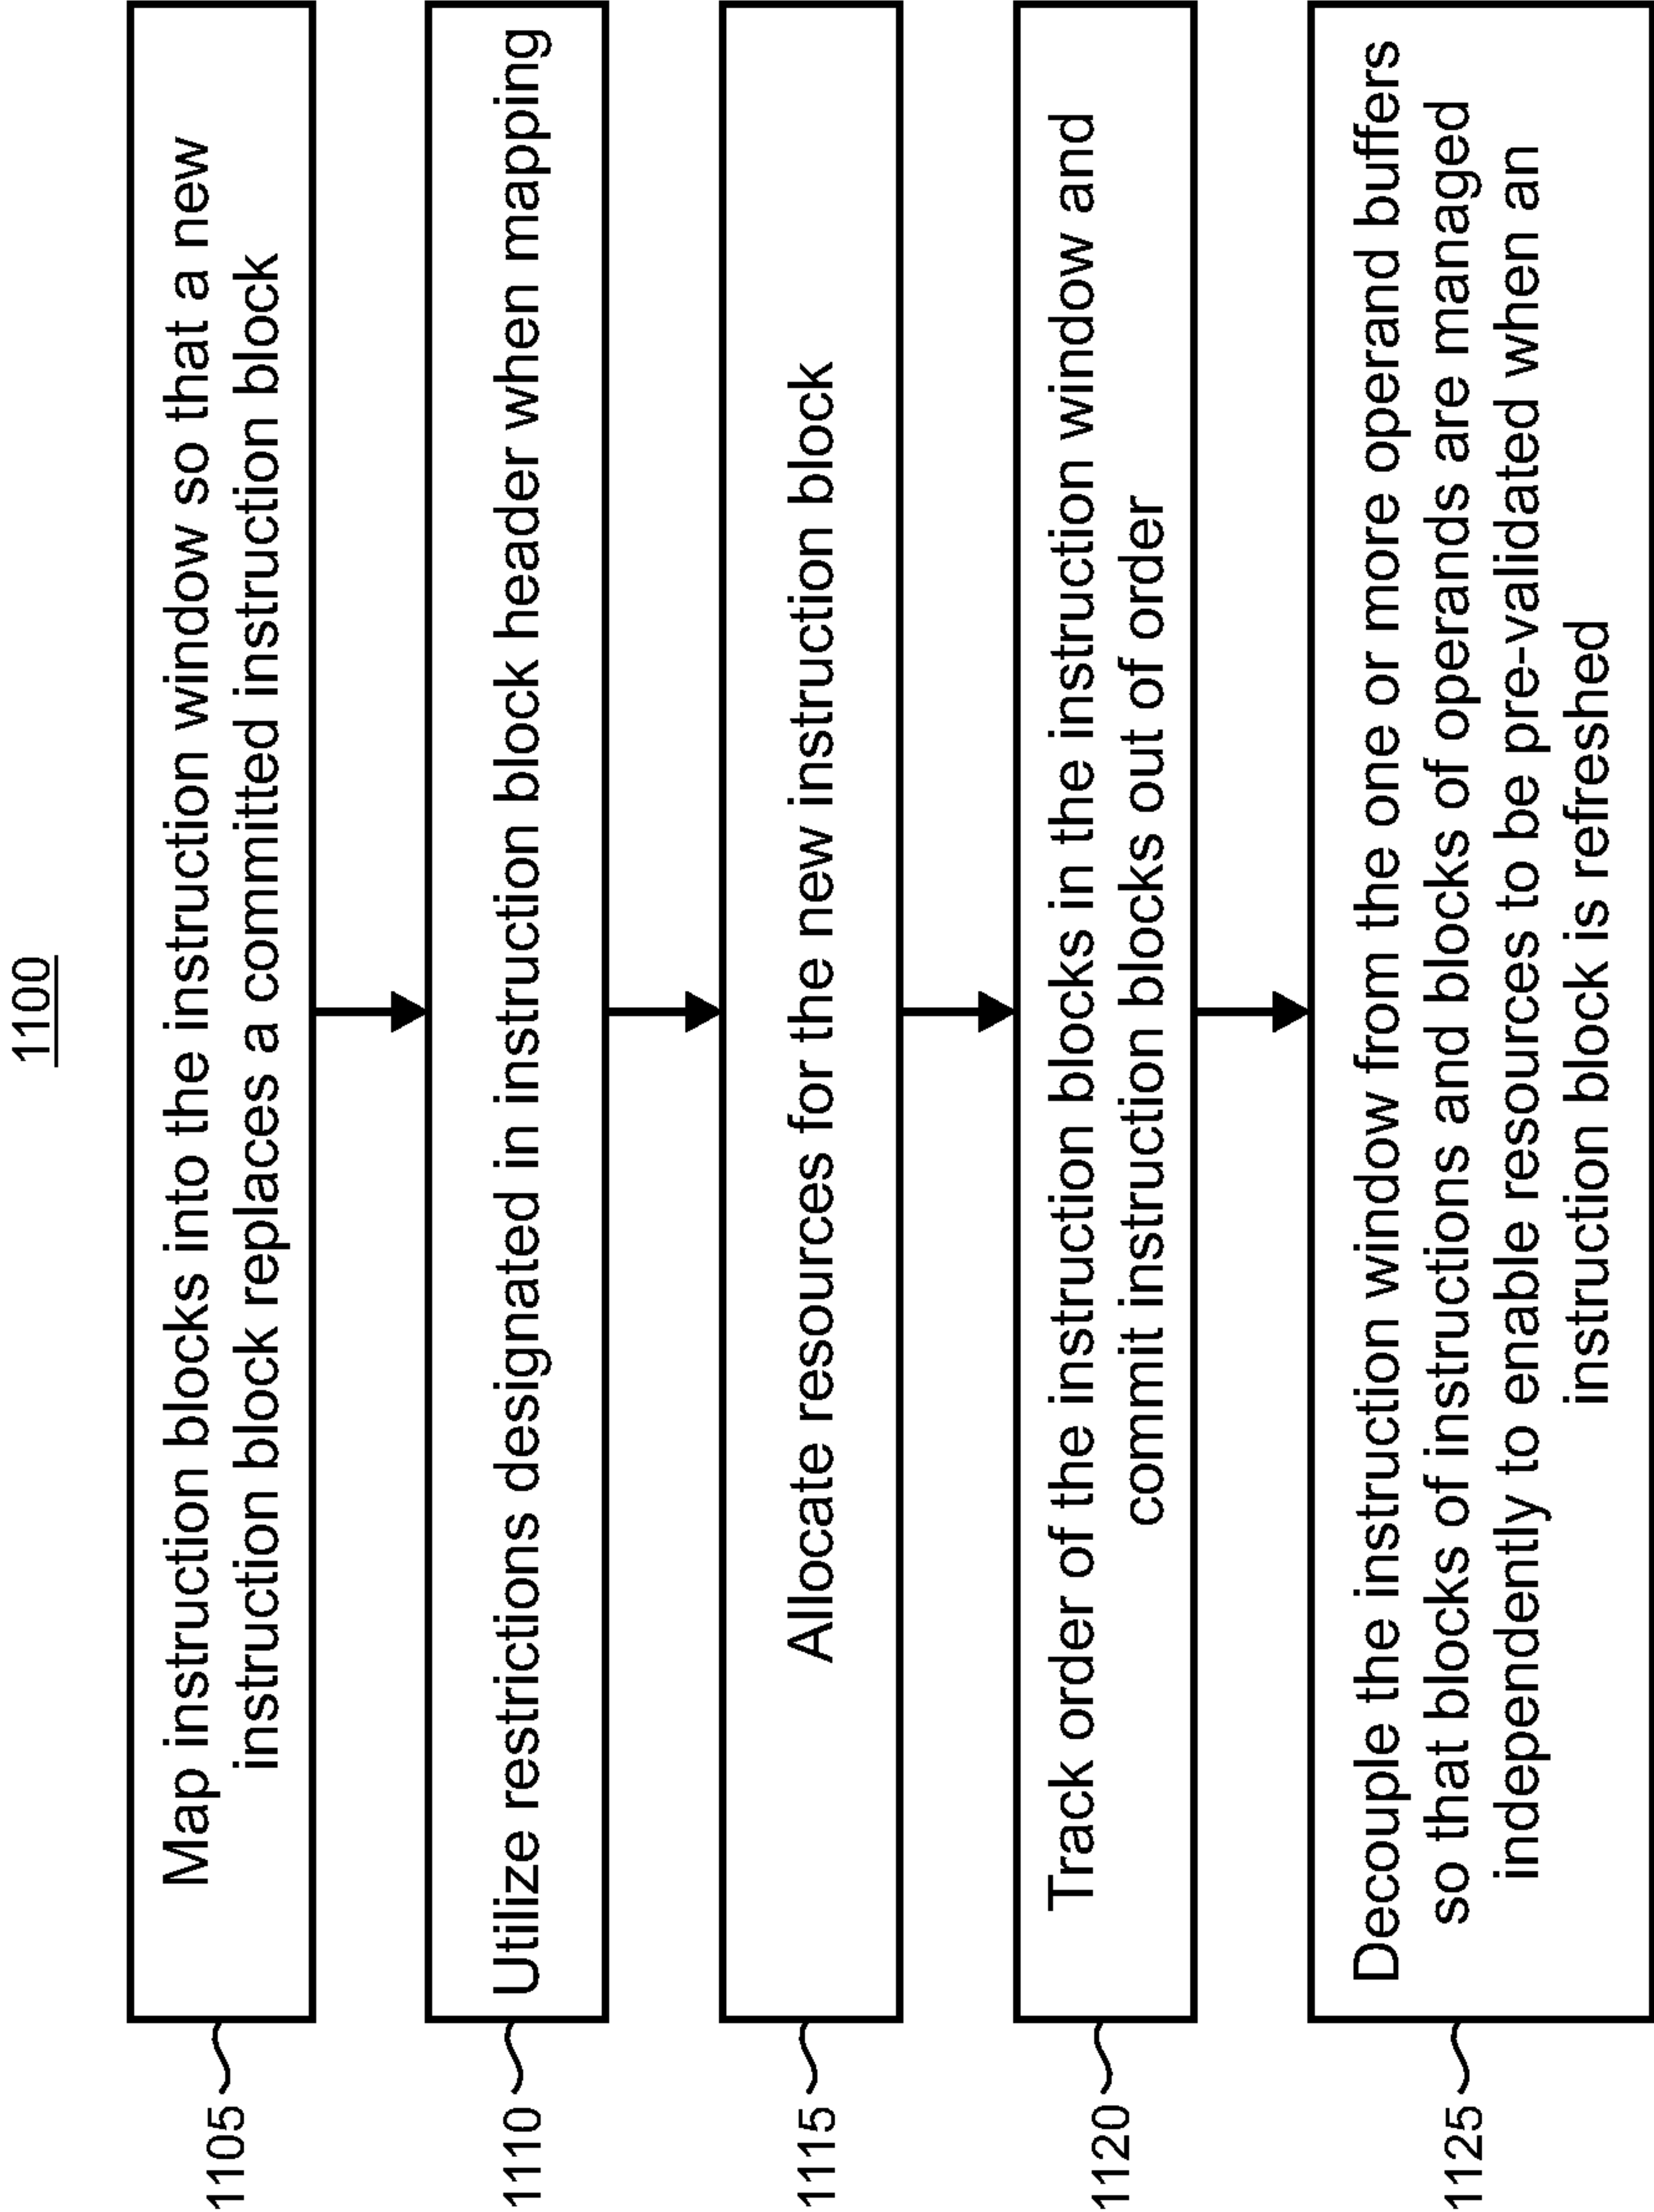 1100
1105
Map instruction blocks into the instruction window so that a new
instruction block replaces a committed instruction block
1110
Utilize restrictions designated in instruction block header when mapping
1115
Allocate resources for the new instruction block
1120
Track order of the instruction blocks in the instruction window and
commit instruction blocks out of order
1125
Decouple the instruction window from the one or more operand buffers
so that blocks of instructions and blocks of operands are managed
independently to enable resources to be pre-validated when an
instruction block is refreshed